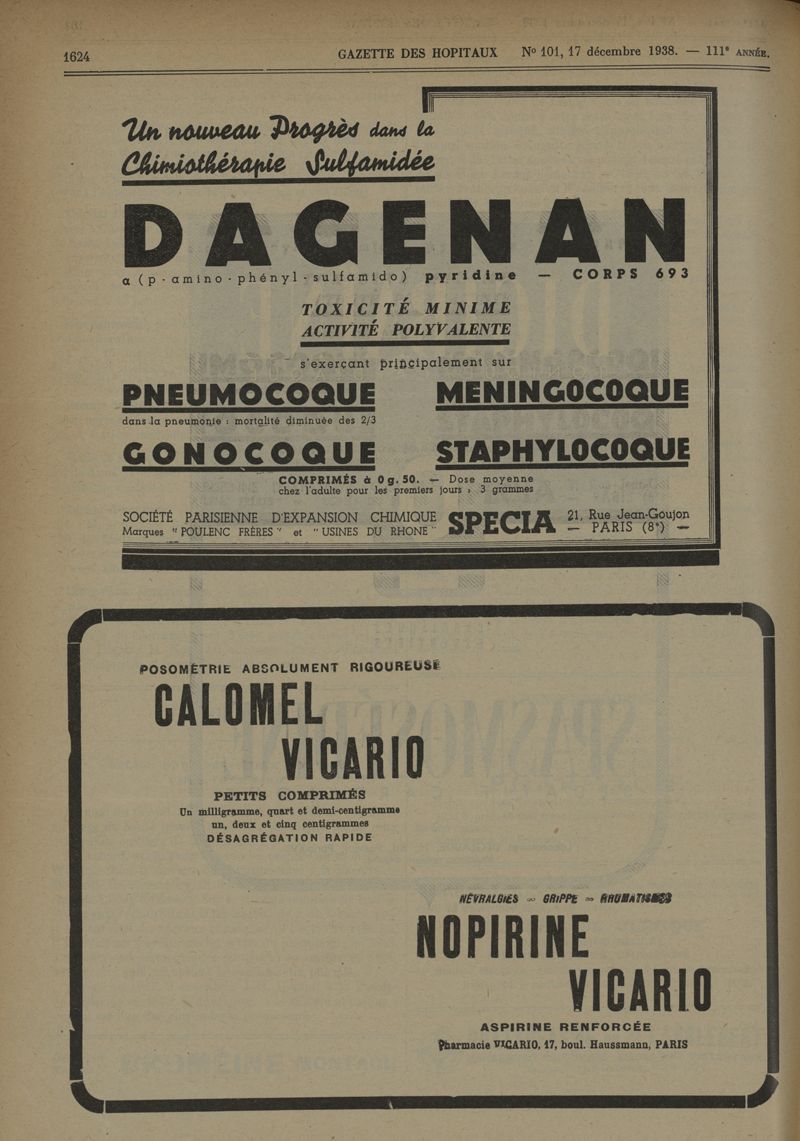 1624 GAZETTE DES HOPITAUX No 101, 17 décembre 1938. — 111e ANNÉE.
Un nouveau Progrès dans la
Chimiothérapie Sulfamidée
DAGENAN
α (p-amino-phényl-sulfamido) pyridine — CORPS 693
TOXICITÉ MINIME
ACTIVITÉ POLYVALENTE
s'exerçant principalement sur
PNEUMOCOQUE MENINGOCOQUE
dans la pneumonie : mortalité diminuée des 2/3
GONOCOQUE STAPHYLOCOQUE
COMPRIMÉS à 0 g. 50. — Dose moyenne
chez l'adulte pour les premiers jours : 3 grammes
SOCIÉTÉ PARISIENNE D'EXPANSION CHIMIQUE SPECIA 21, Rue Jean-Goujon
Marques "POULENC FRÈRES" et "USINES DU RHONE" — PARIS (8e) —
POSOMÉTRIE ABSOLUMENT RIGOUREUSE
CALOMEL
VICARIO
PETITS COMPRIMÉS
Un milligramme, quart et demi-centigramme
un, deux et cinq centigrammes
DÉSAGRÉGATION RAPIDE
NÉVRALGIES — GRIPPE — RHUMATISMES
NOPIRINE
VICARIO
ASPIRINE RENFORCÉE
Pharmacie VICARIO, 17, boul. Haussmann, PARIS